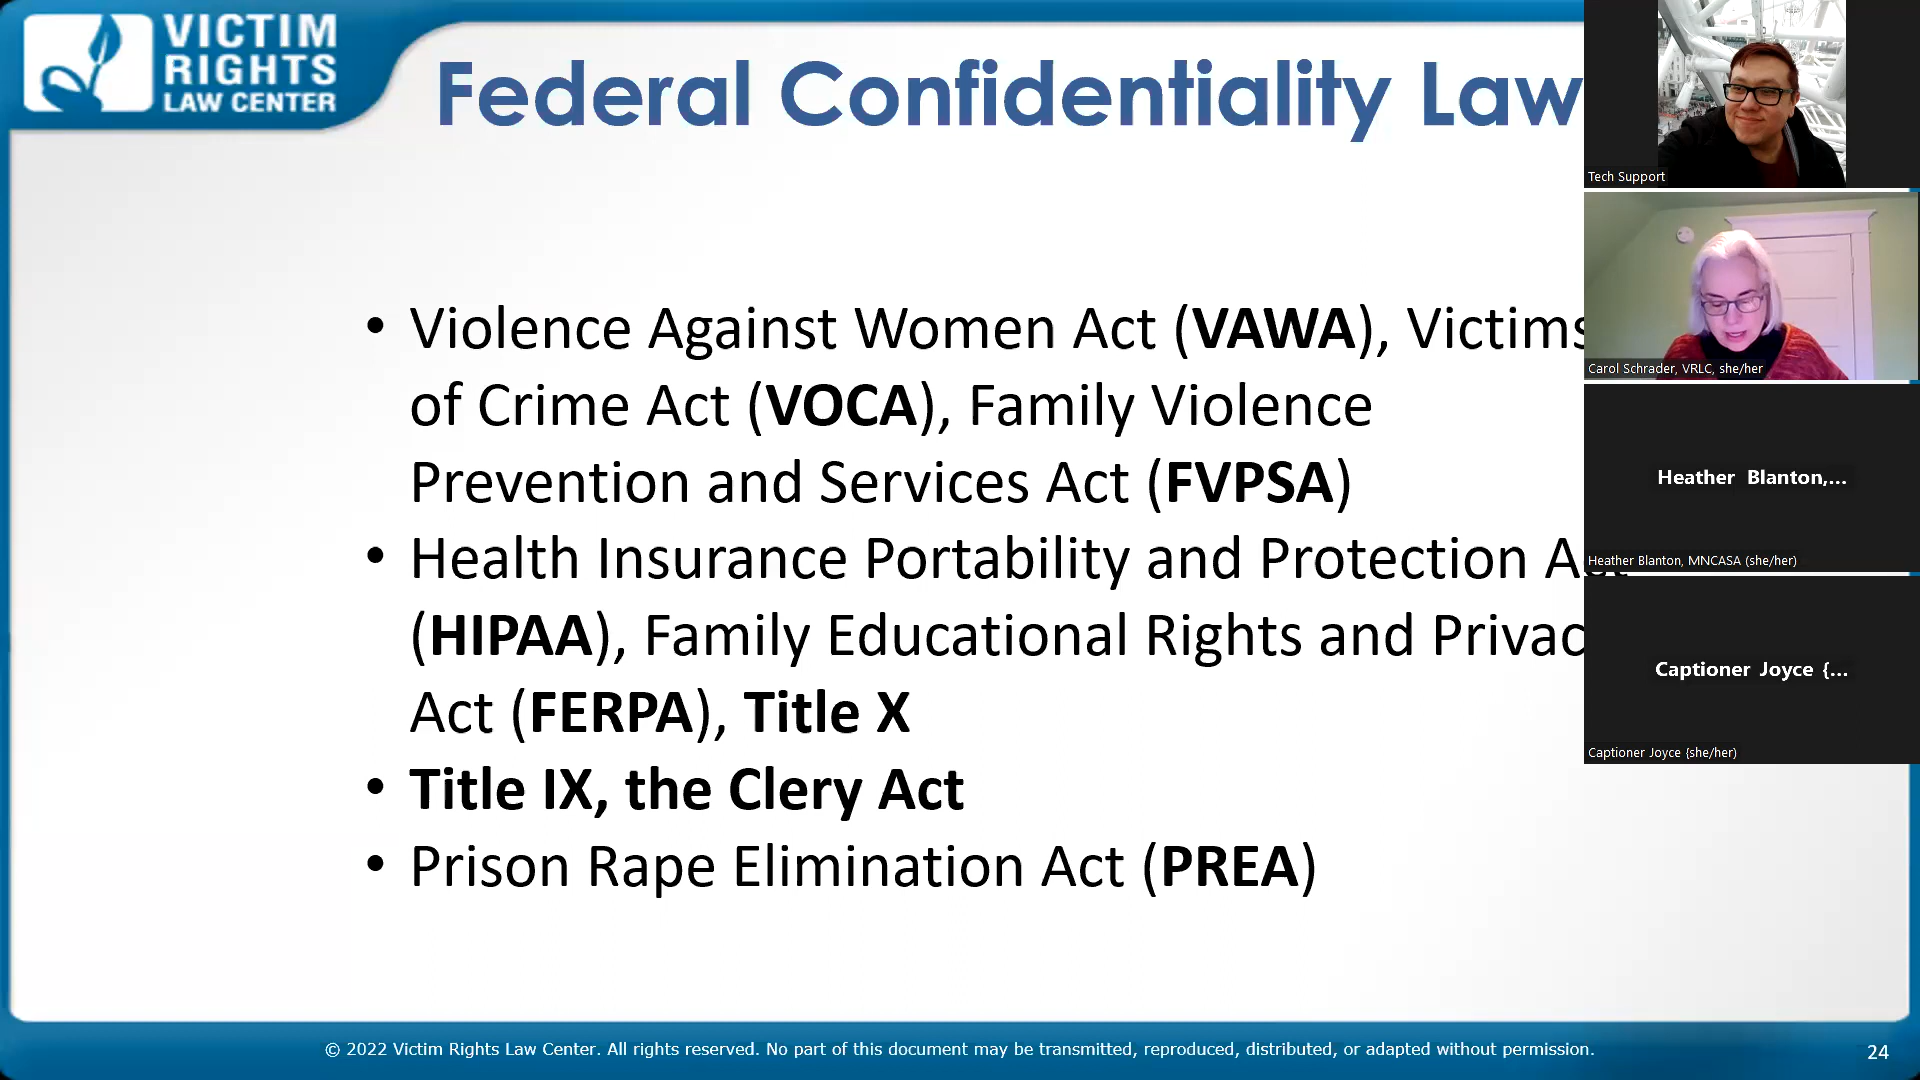 VICTIM
RIGHTS
LAW CENTER
Federal Confidentiality Law
• Violence Against Women Act (VAWA), Victims
of Crime Act (VOCA), Family Violence
Prevention and Services Act (FVPSA)
• Health Insurance Portability and Protection Act
(HIPAA), Family Educational Rights and Privac
Act (FERPA), Title X
• Title IX, the Clery Act
• Prison Rape Elimination Act (PREA)
© 2022 Victim Rights Law Center. All rights reserved. No part of this document may be transmitted, reproduced, distributed, or adapted without permission.
24
Tech Support
Carol Schrader, VRLC, she/her
Heather Blanton,...
Heather Blanton, MNCASA (she/her)
Captioner Joyce {...
Captioner Joyce {she/her)